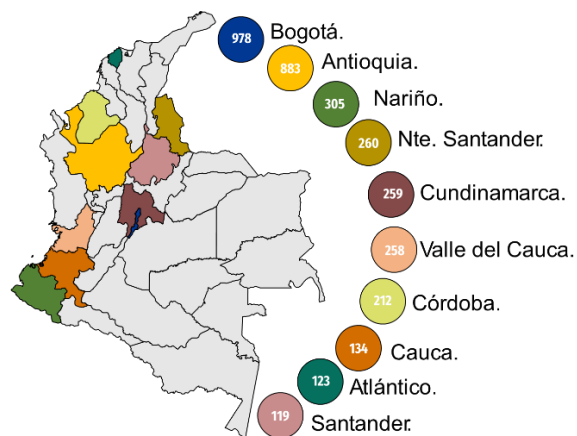 978 Bogotá.
883 Antioquia.
305 Nariño.
260 Nte. Santander.
259 Cundinamarca.
258 Valle del Cauca.
212 Córdoba.
134 Cauca.
123 Atlántico.
119 Santander.